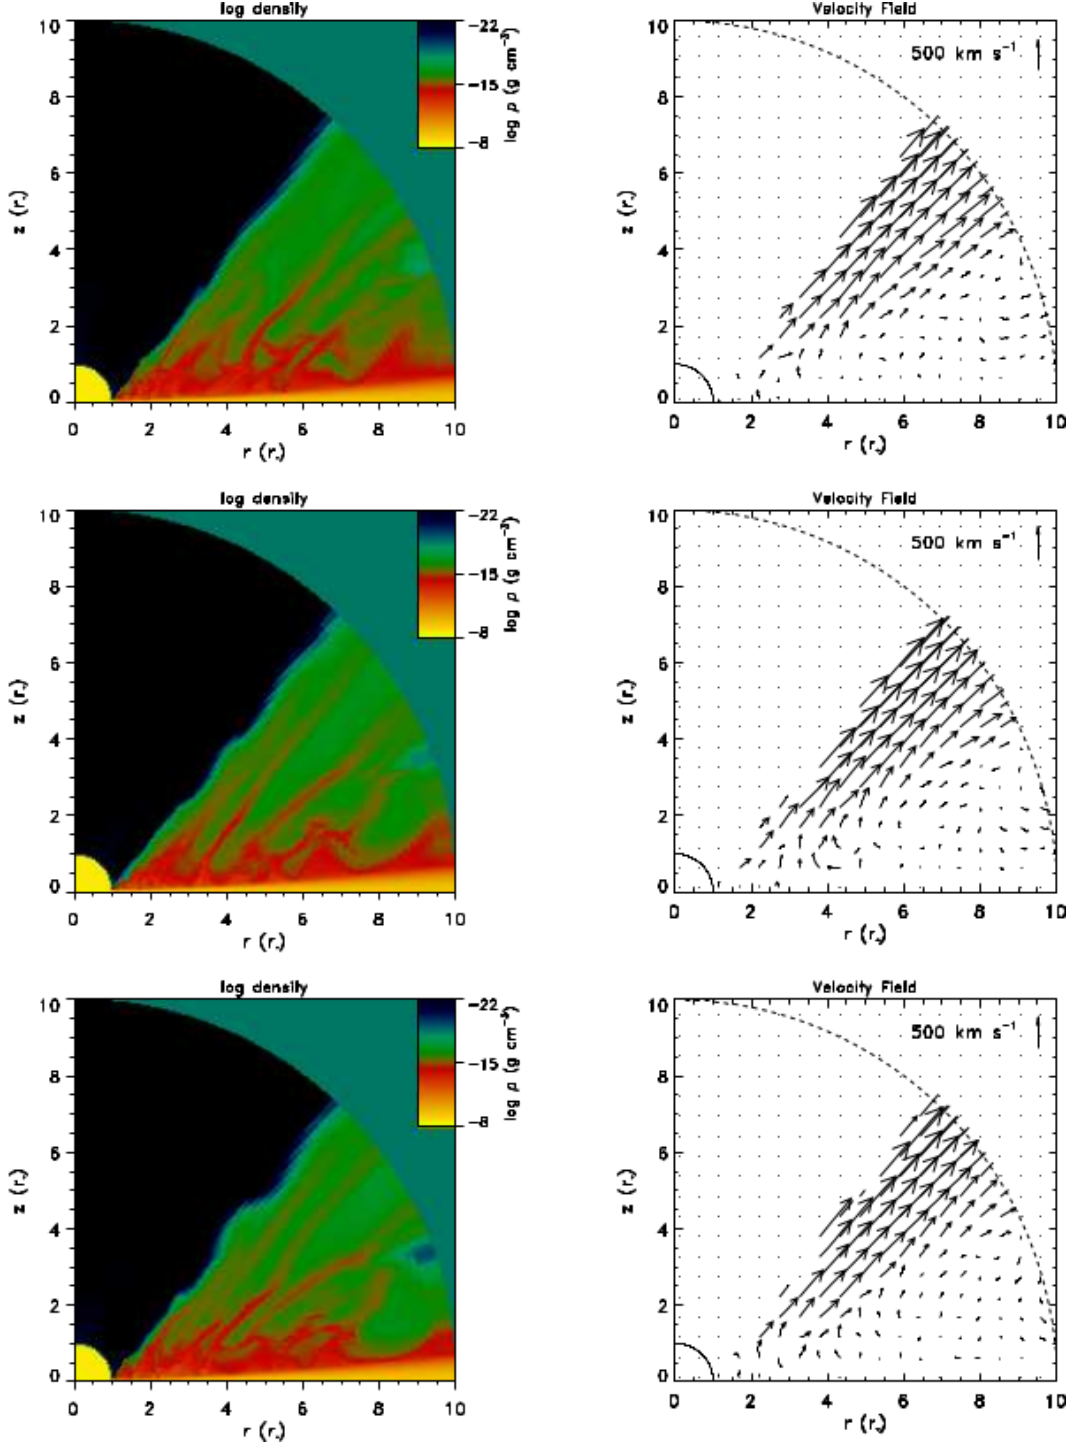 log density
Velocity Field
10
8
6
4
2
0
z (r*)
0 2 4 6 8 10
r (r*)
-22
-15
-8
log ρ (g cm⁻³)
10
8
6
4
2
0
z (r*)
500 km s⁻¹
0 2 4 6 8 10
r (r*)
log density
Velocity Field
10
8
6
4
2
0
z (r*)
0 2 4 6 8 10
r (r*)
-22
-15
-8
log ρ (g cm⁻³)
10
8
6
4
2
0
z (r*)
500 km s⁻¹
0 2 4 6 8 10
r (r*)
log density
Velocity Field
10
8
6
4
2
0
z (r*)
0 2 4 6 8 10
r (r*)
-22
-15
-8
log ρ (g cm⁻³)
10
8
6
4
2
0
z (r*)
500 km s⁻¹
0 2 4 6 8 10
r (r*)